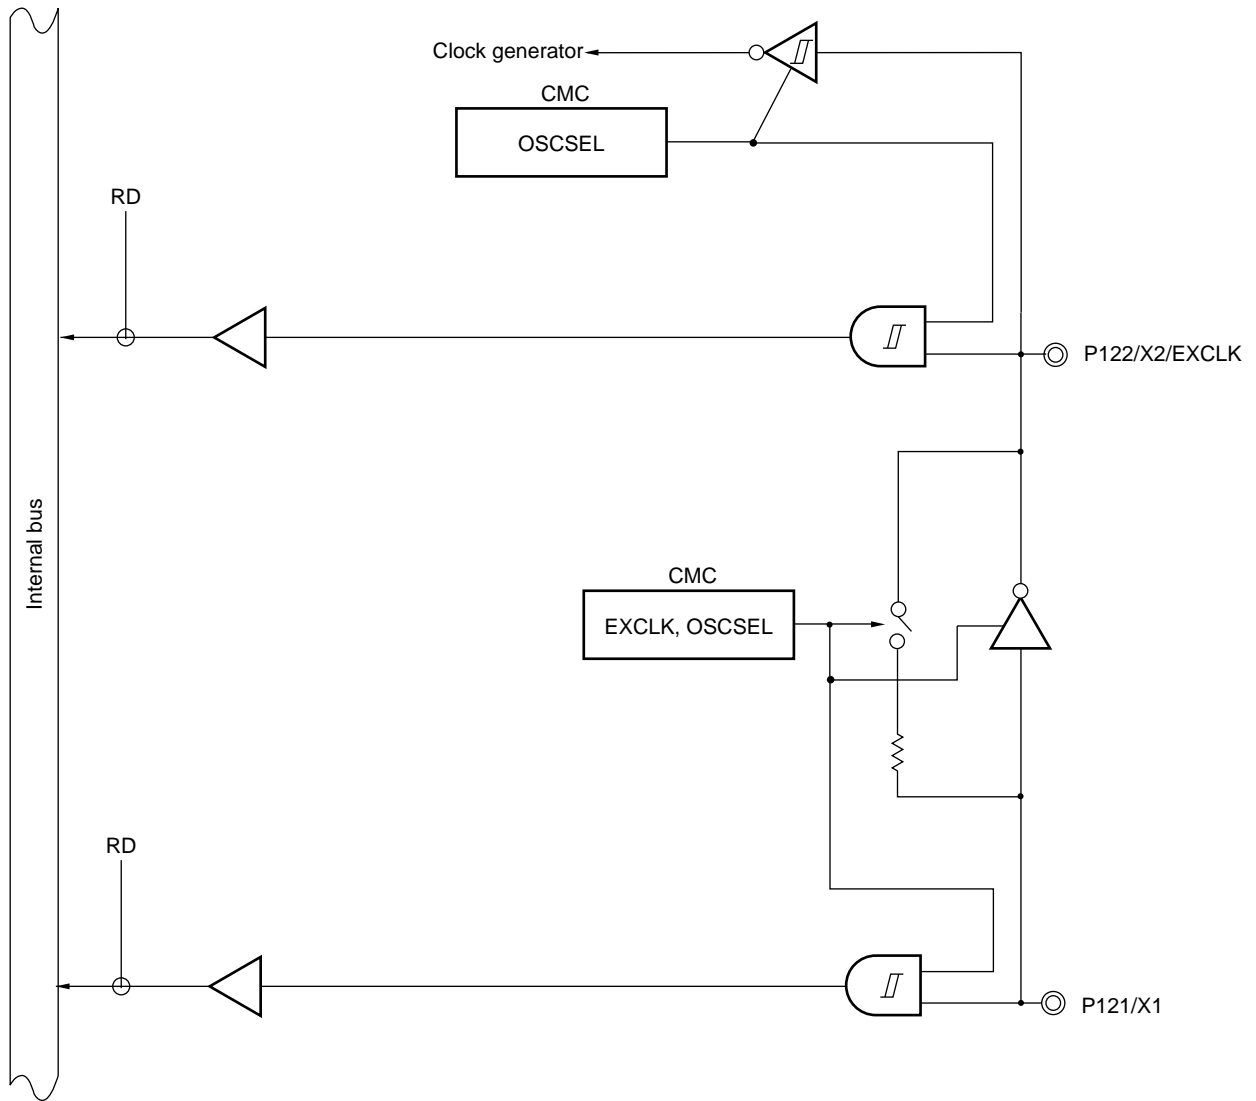 Clock generator
CMC
OSCSEL
RD
P122/X2/EXCLK
Internal bus
CMC
EXCLK, OSCSEL
RD
P121/X1